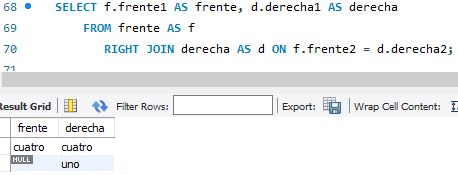 68 SELECT f.frente1 AS frente, d.derecha1 AS derecha
69 FROM frente AS f
70 RIGHT JOIN derecha AS d ON f.frente2 = d.derecha2;
71
Result Grid Filter Rows: Export: Wrap Cell Content:
frente derecha
cuatro cuatro
NULL uno